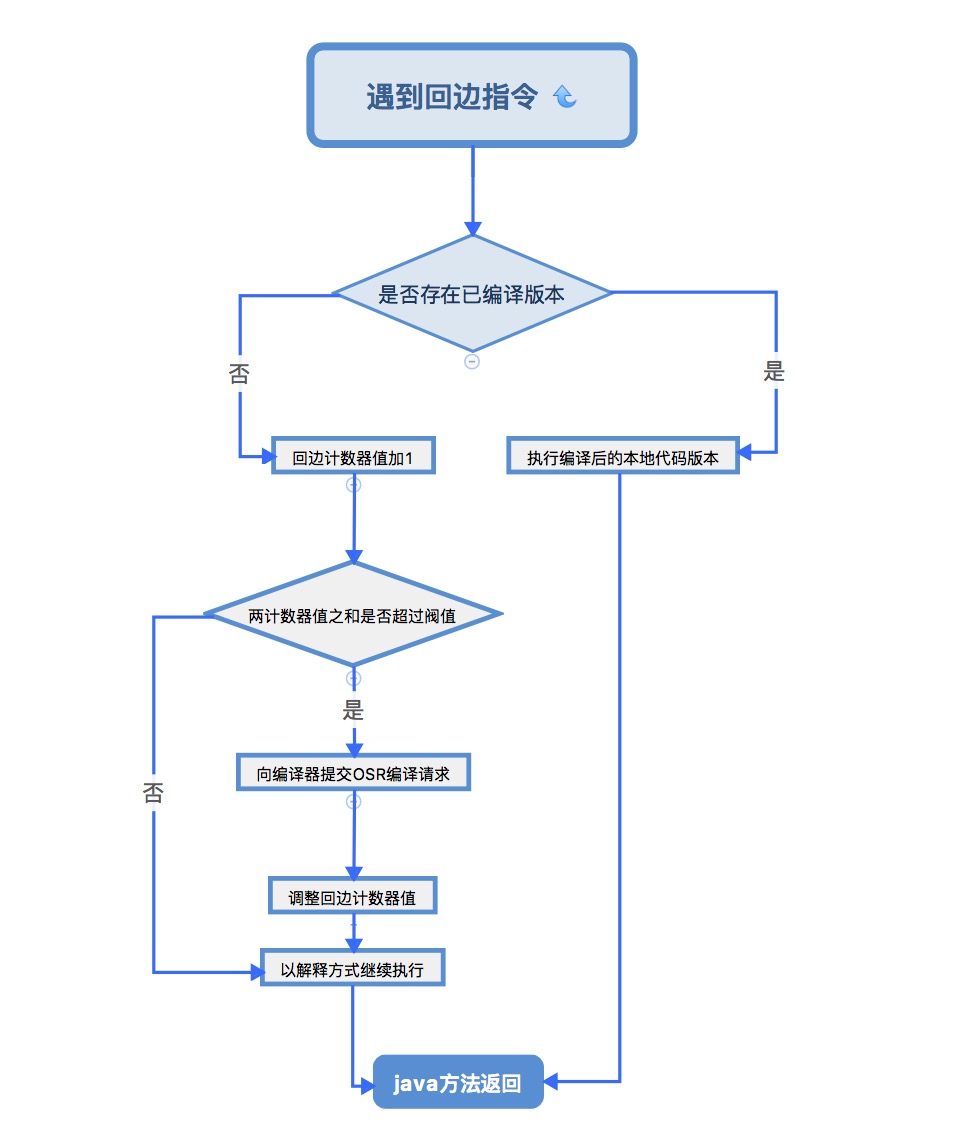 遇到回边指令
是否存在已编译版本
否
是
回边计数器值加1
执行编译后的本地代码版本
两计数器值之和是否超过阀值
是
向编译器提交OSR编译请求
否
调整回边计数器值
以解释方式继续执行
java方法返回